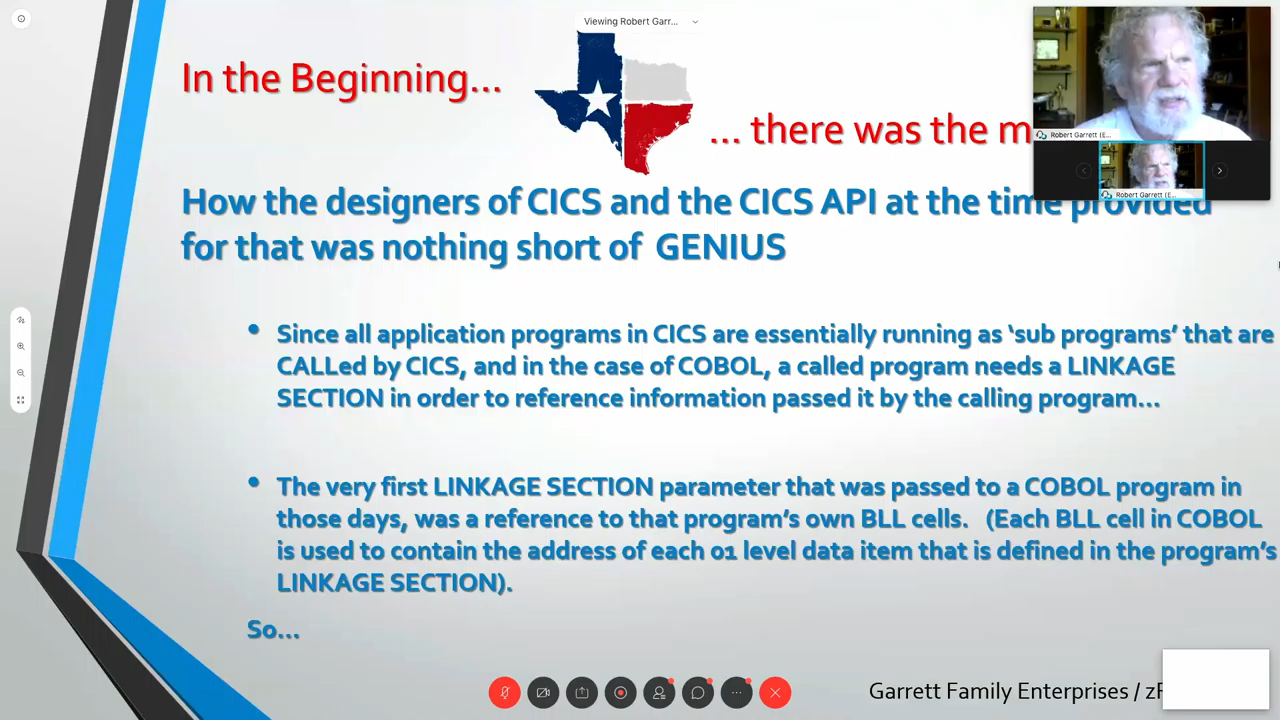 Viewing Robert Garr...
In the Beginning...
... there was the m
Robert Garrett (E...
Robert Garrett (E...
How the designers of CICS and the CICS API at the time provided
for that was nothing short of GENIUS
• Since all application programs in CICS are essentially running as ‘sub programs’ that are
CALLed by CICS, and in the case of COBOL, a called program needs a LINKAGE
SECTION in order to reference information passed it by the calling program...
• The very first LINKAGE SECTION parameter that was passed to a COBOL program in
those days, was a reference to that program’s own BLL cells. (Each BLL cell in COBOL
is used to contain the address of each 01 level data item that is defined in the program’s
LINKAGE SECTION).
So...
Garrett Family Enterprises /